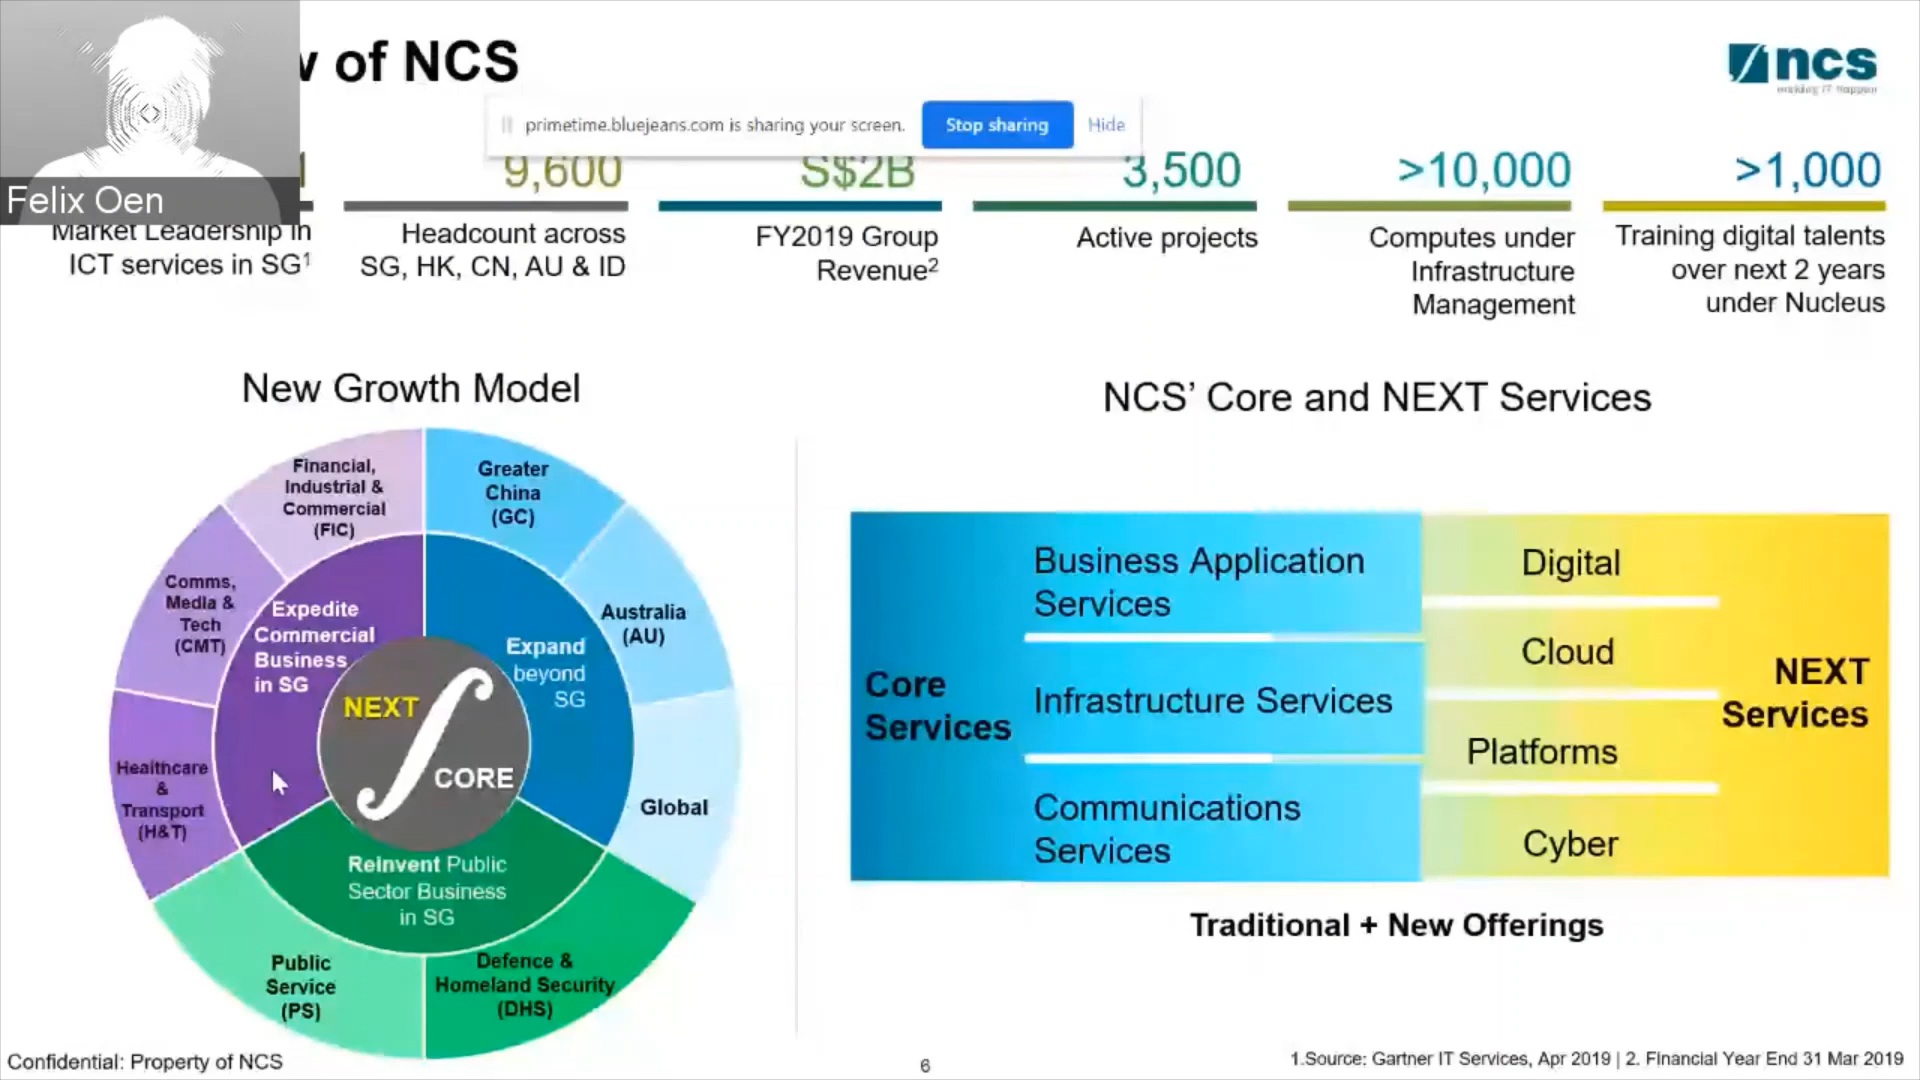 w of NCS
ncs
making IT happen
primetime.bluejeans.com is sharing your screen.
Stop sharing
Hide
Felix Oen
1
Market Leadership in
ICT services in SG¹
9,600
Headcount across
SG, HK, CN, AU & ID
S$2B
FY2019 Group
Revenue²
3,500
Active projects
>10,000
Computes under
Infrastructure
Management
>1,000
Training digital talents
over next 2 years
under Nucleus
New Growth Model
Financial,
Industrial &
Commercial
(FIC)
Greater
China
(GC)
Comms,
Media &
Tech
(CMT)
Expedite
Commercial
Business
in SG
Expand
beyond
SG
Australia
(AU)
NEXT
CORE
Healthcare
&
Transport
(H&T)
Global
Reinvent Public
Sector Business
in SG
Public
Service
(PS)
Defence &
Homeland Security
(DHS)
NCS’ Core and NEXT Services
Core
Services
Business Application
Services
Infrastructure Services
Communications
Services
Digital
Cloud
Platforms
Cyber
NEXT
Services
Traditional + New Offerings
Confidential: Property of NCS
6
1.Source: Gartner IT Services, Apr 2019 | 2. Financial Year End 31 Mar 2019